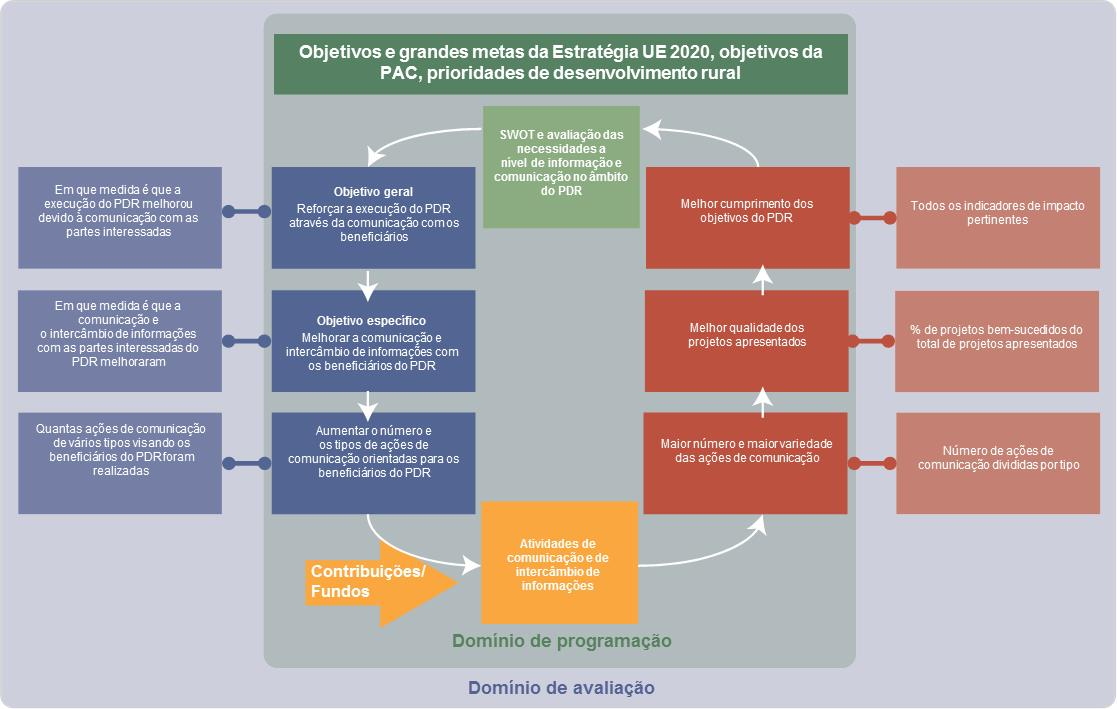 Objetivos e grandes metas da Estratégia UE 2020, objetivos da
PAC, prioridades de desenvolvimento rural
SWOT e avaliação das
necessidades a
nível de informação e
comunicação no âmbito
do PDR
Em que medida é que a
execução do PDR melhorou
devido à comunicação com as
partes interessadas
Objetivo geral
Reforçar a execução do PDR
através da comunicação com os
beneficiários
Melhor cumprimento dos
objetivos do PDR
Todos os indicadores de impacto
pertinentes
Em que medida é que a
comunicação e
o intercâmbio de informações
com as partes interessadas do
PDR melhoraram
Objetivo específico
Melhorar a comunicação e
intercâmbio de informações com
os beneficiários do PDR
Melhor qualidade dos
projetos apresentados
% de projetos bem-sucedidos do
total de projetos apresentados
Quantas ações de comunicação
de vários tipos visando os
beneficiários do PDR foram
realizadas
Aumentar o número e
os tipos de ações de
comunicação orientadas para os
beneficiários do PDR
Maior número e maior variedade
das ações de comunicação
Número de ações de
comunicação divididas por tipo
Contribuições/
Fundos
Atividades de
comunicação e de
intercâmbio de
informações
Domínio de programação
Domínio de avaliação